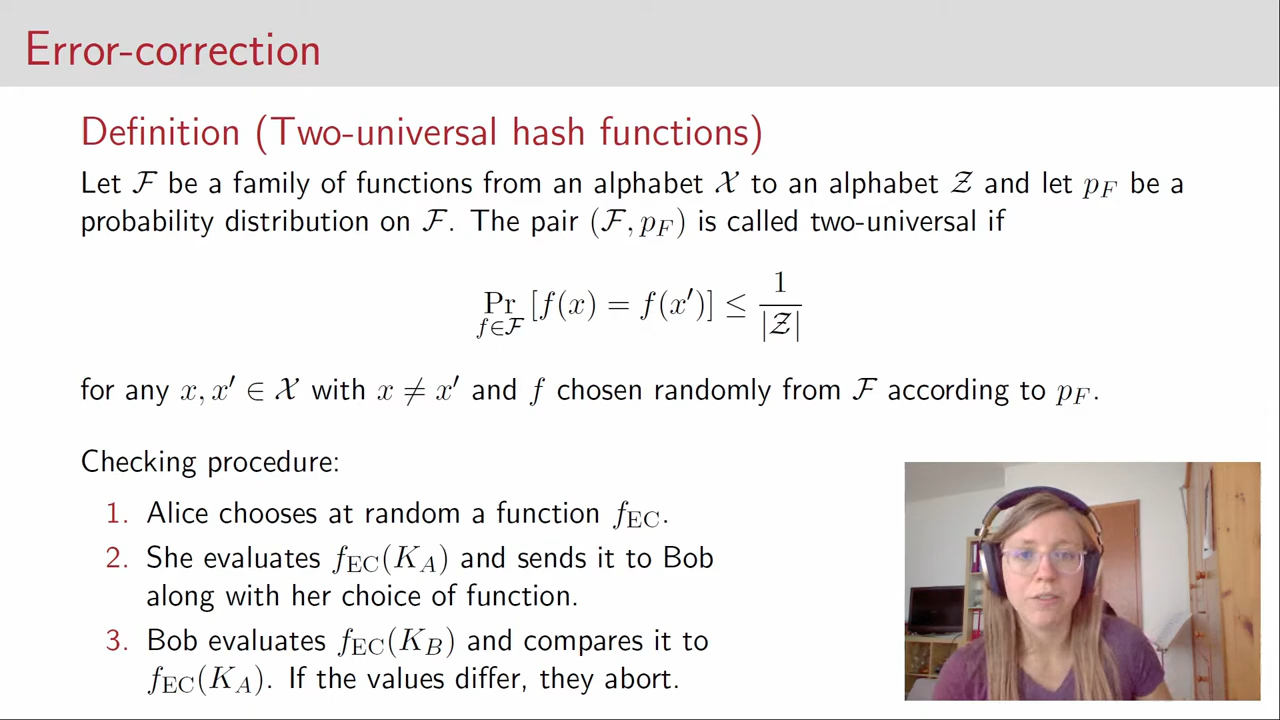 Error-correction
Definition (Two-universal hash functions)
Let ℱ be a family of functions from an alphabet 𝒳 to an alphabet 𝒵 and let p_F be a
probability distribution on ℱ. The pair (ℱ, p_F) is called two-universal if
Pr_{f∈ℱ} [f(x) = f(x′)] ≤ 1/|𝒵|
for any x, x′ ∈ 𝒳 with x ≠ x′ and f chosen randomly from ℱ according to p_F.
Checking procedure:
1. Alice chooses at random a function f_EC.
2. She evaluates f_EC(K_A) and sends it to Bob
along with her choice of function.
3. Bob evaluates f_EC(K_B) and compares it to
f_EC(K_A). If the values differ, they abort.